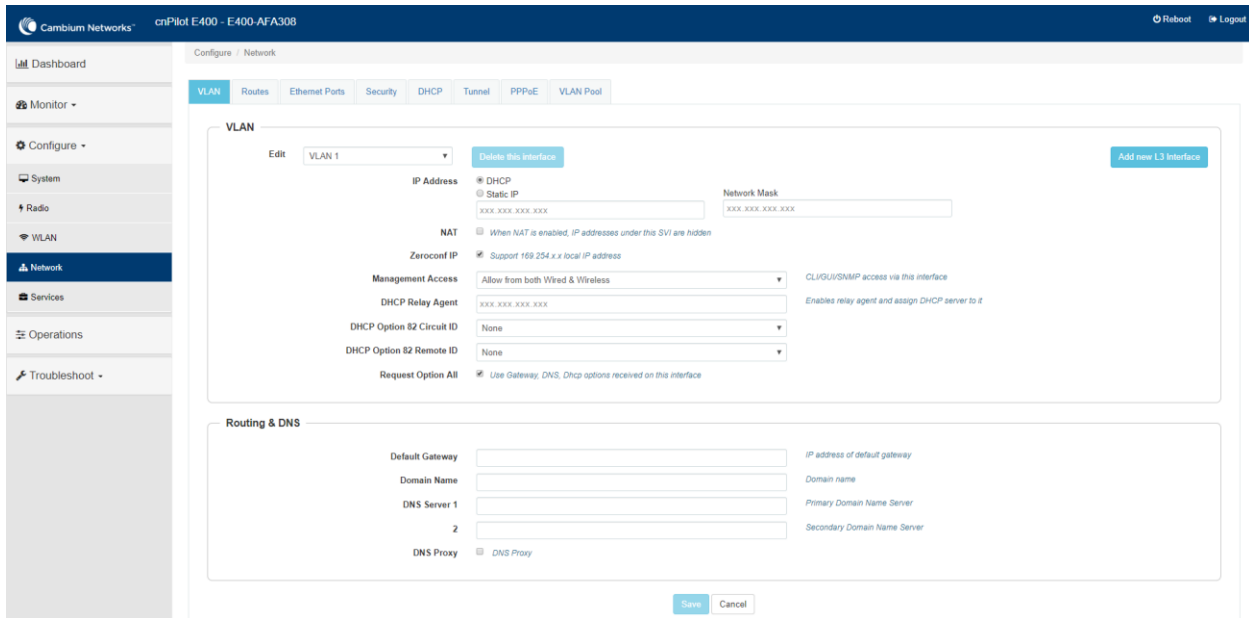 Cambium Networks™
cnPilot E400 - E400-AFA308
Reboot
Logout
Dashboard
Monitor
Configure
System
Radio
WLAN
Network
Services
Operations
Troubleshoot
Configure / Network
VLAN Routes Ethernet Ports Security DHCP Tunnel PPPoE VLAN Pool
VLAN
Edit VLAN 1 Delete this interface Add new L3 Interface
IP Address DHCP
Static IP Network Mask
xxx.xxx.xxx.xxx xxx.xxx.xxx.xxx
NAT When NAT is enabled, IP addresses under this SVI are hidden
Zeroconf IP Support 169.254.x.x local IP address
Management Access Allow from both Wired & Wireless CLI/GUI/SNMP access via this interface
DHCP Relay Agent xxx.xxx.xxx.xxx Enables relay agent and assign DHCP server to it
DHCP Option 82 Circuit ID None
DHCP Option 82 Remote ID None
Request Option All Use Gateway, DNS, Dhcp options received on this interface
Routing & DNS
Default Gateway IP address of default gateway
Domain Name Domain name
DNS Server 1 Primary Domain Name Server
2 Secondary Domain Name Server
DNS Proxy DNS Proxy
Save Cancel